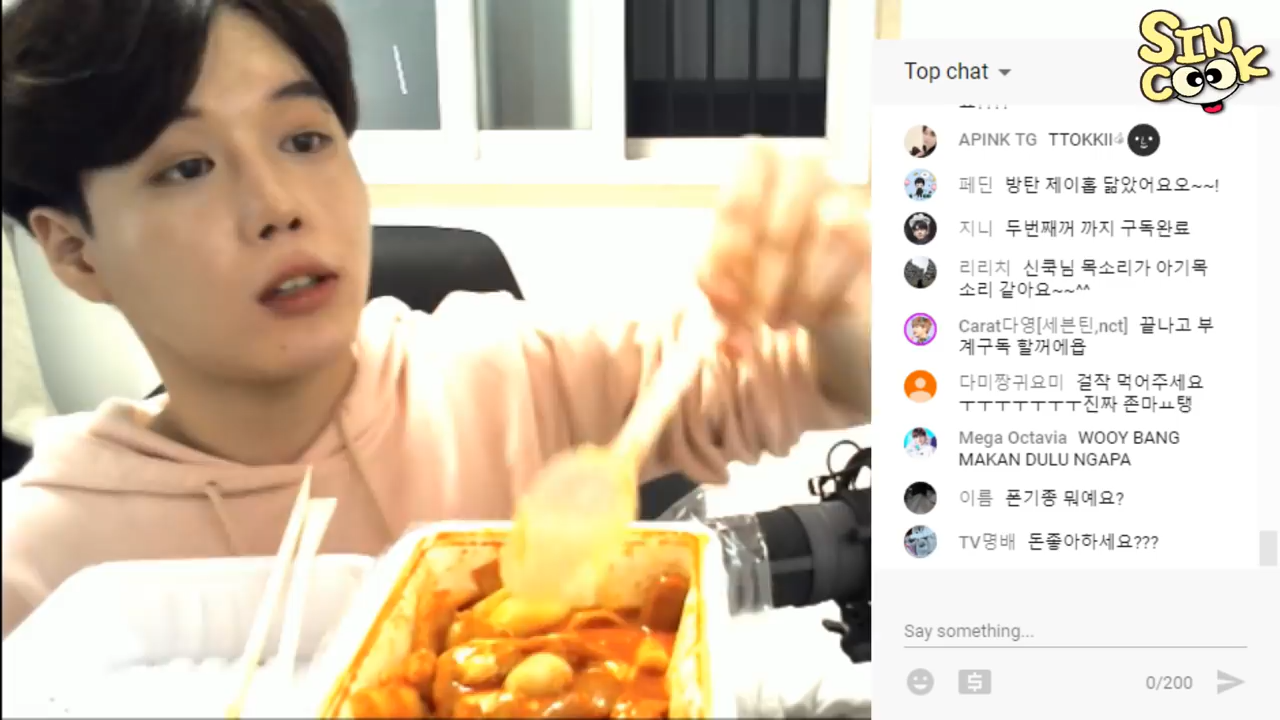 SIN
COOK
Top chat
APINK TG TTOKKII
페딘 방탄 제이홉 닮았어요오~~!
지니 두번째꺼 까지 구독완료
리리치 신쿡님 목소리가 아기목
소리 같아요~~^^
Carat다영[세븐틴,nct] 끝나고 부
계구독 할꺼에욥
다미짱귀요미 걸작 먹어주세요
ㅜㅜㅜㅜㅜㅜㅜ진짜 존마ㅛ탱
Mega Octavia WOOY BANG
MAKAN DULU NGAPA
이름 폰기종 뭐예요?
TV명배 돈좋아하세요???
Say something...
0/200